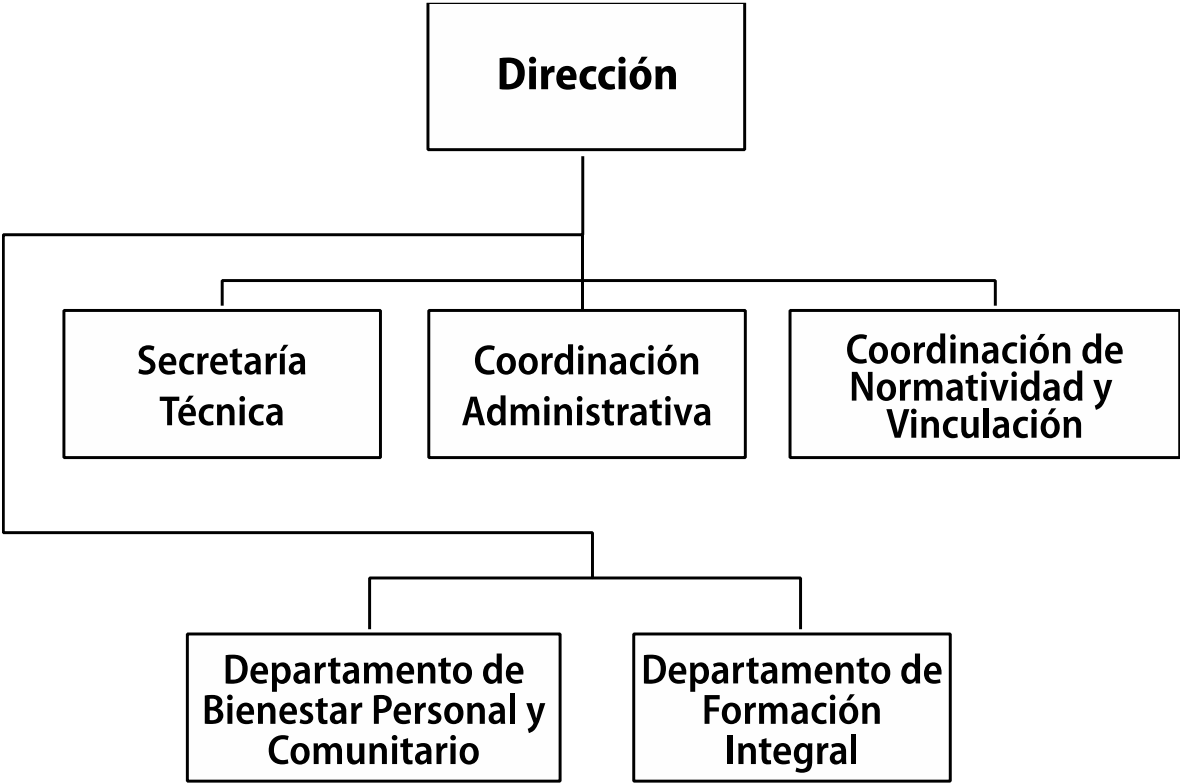 Dirección
Secretaría
Técnica
Coordinación
Administrativa
Coordinación de
Normatividad y
Vinculación
Departamento de
Bienestar Personal y
Comunitario
Departamento de
Formación
Integral